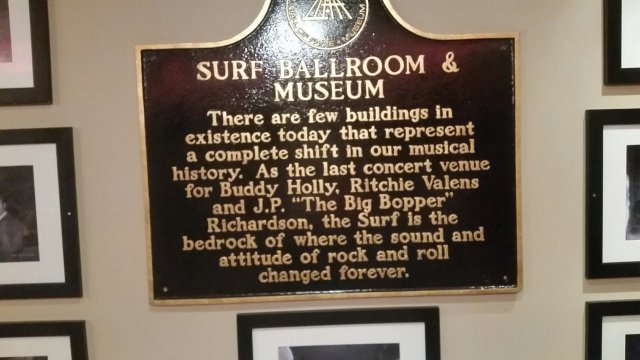 MUSEUM
SURF BALLROOM &
MUSEUM
There are few buildings in
existence today that represent
a complete shift in our musical
history. As the last concert venue
for Buddy Holly, Ritchie Valens
and J.P. "The Big Bopper"
Richardson, the Surf is the
bedrock of where the sound and
attitude of rock and roll
changed forever.